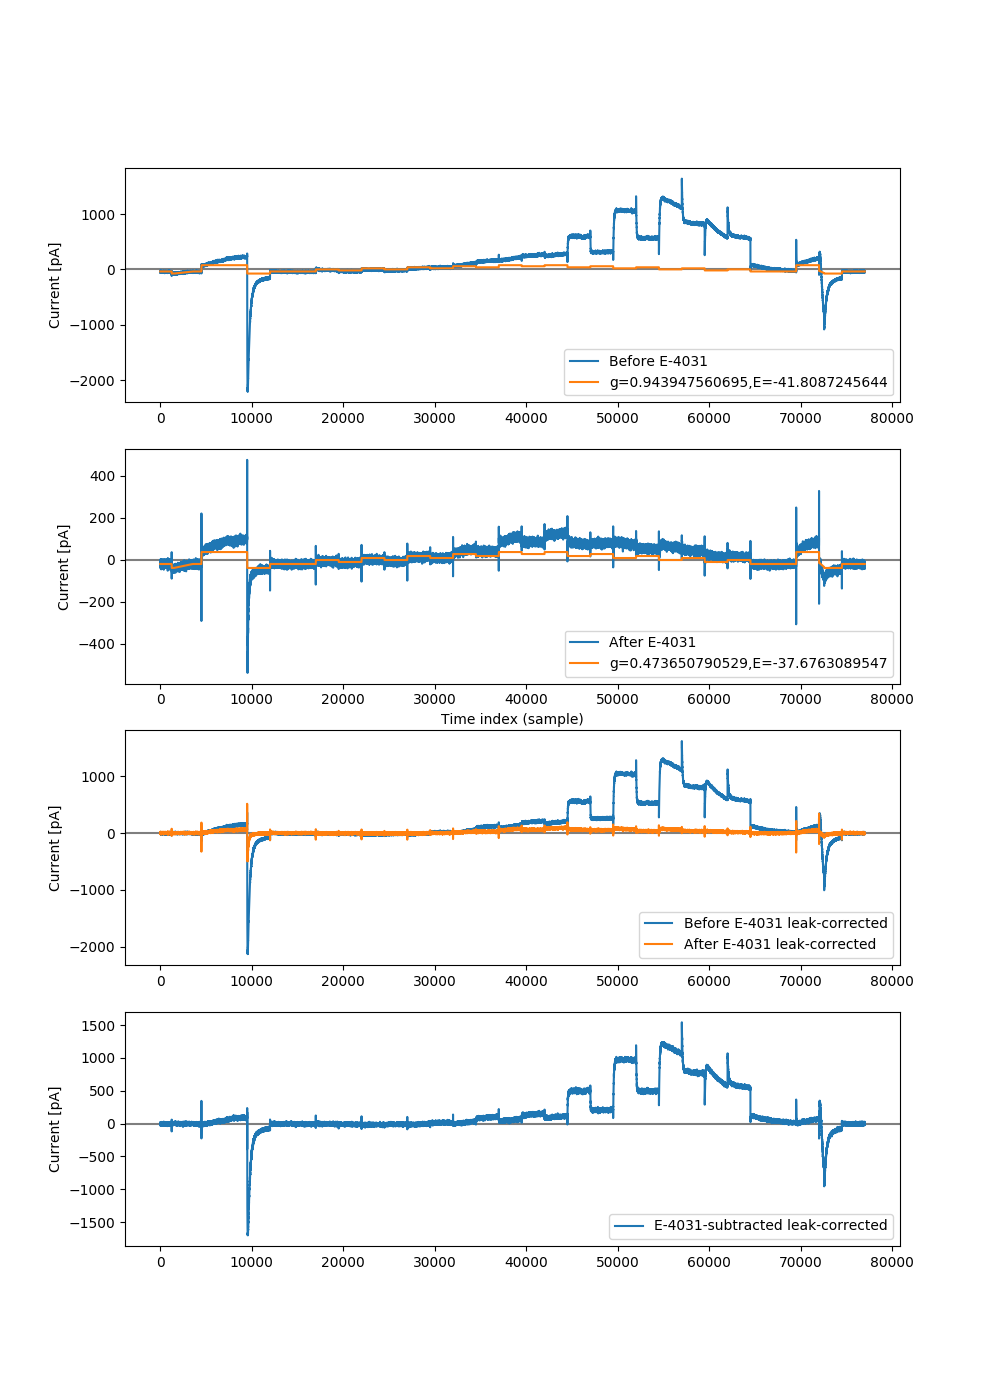 1000
0
−1000
−2000
Current [pA]
Before E-4031
g=0.943947560695,E=-41.8087245644
0 10000 20000 30000 40000 50000 60000 70000 80000
400
200
0
−200
−400
Current [pA]
After E-4031
g=0.473650790529,E=-37.6763089547
0 10000 20000 30000 40000 50000 60000 70000 80000
Time index (sample)
1000
0
−1000
−2000
Current [pA]
Before E-4031 leak-corrected
After E-4031 leak-corrected
0 10000 20000 30000 40000 50000 60000 70000 80000
1500
1000
500
0
−500
−1000
−1500
Current [pA]
E-4031-subtracted leak-corrected
0 10000 20000 30000 40000 50000 60000 70000 80000